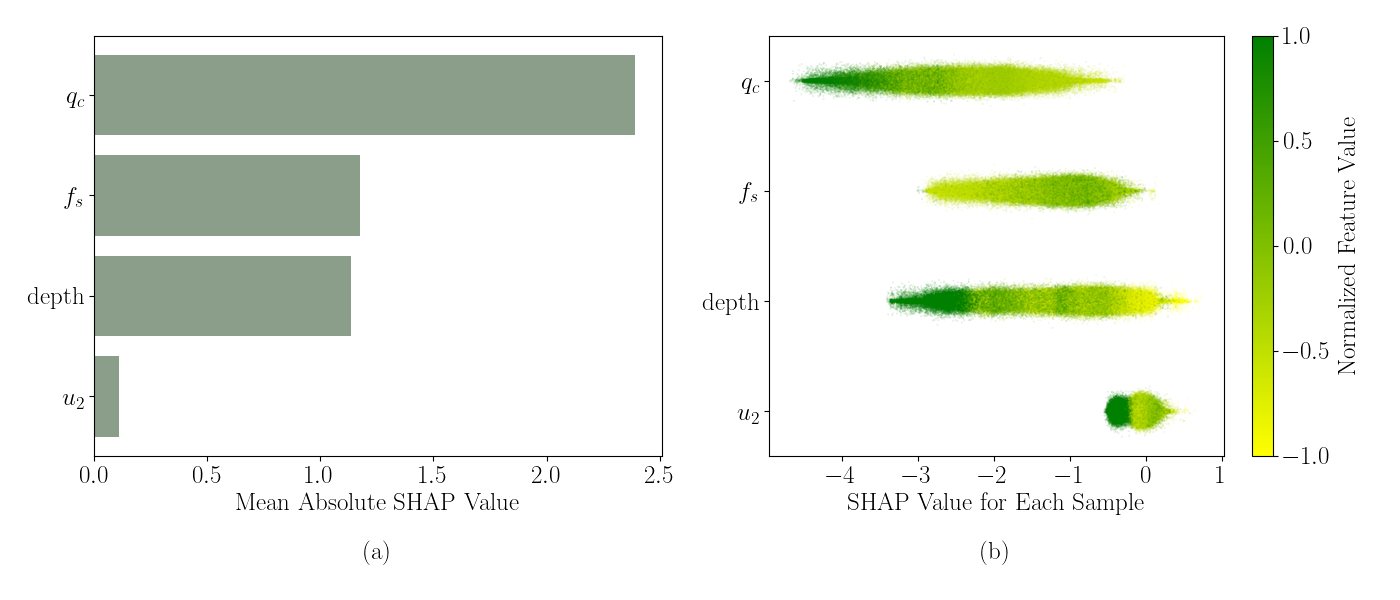 q_c
f_s
depth
u_2
0.0 0.5 1.0 1.5 2.0 2.5
Mean Absolute SHAP Value
(a)
q_c
f_s
depth
u_2
−4 −3 −2 −1 0 1
SHAP Value for Each Sample
(b)
1.0
0.5
0.0
−0.5
−1.0
Normalized Feature Value